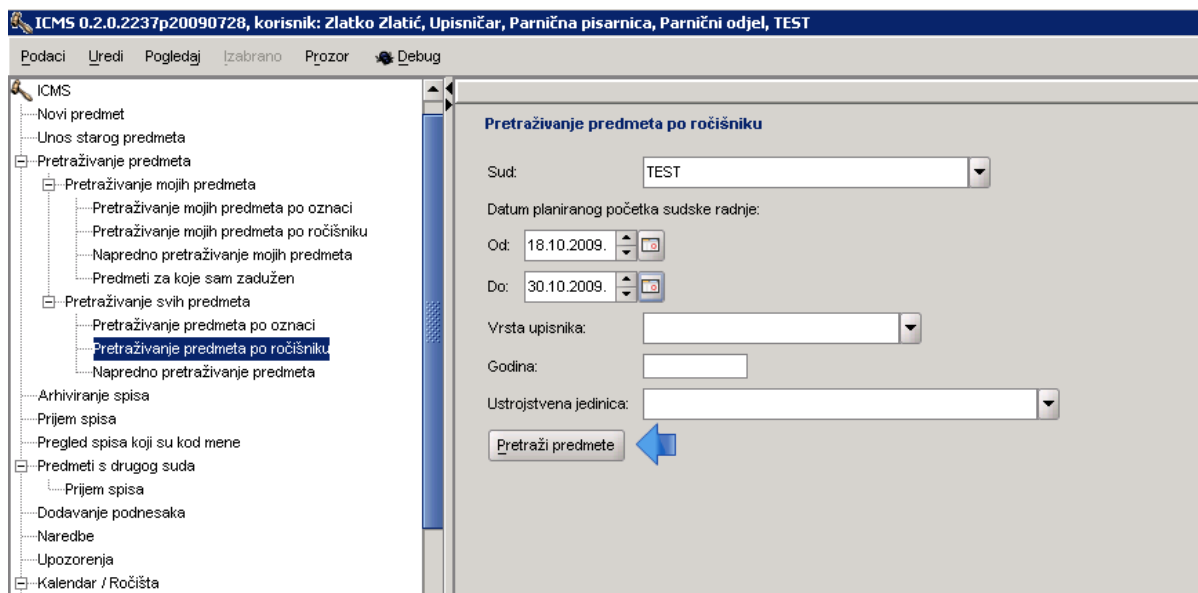 ICMS 0.2.0.2237p20090728, korisnik: Zlatko Zlatić, Upisničar, Parnična pisarnica, Parnični odjel, TEST
Podaci Uredi Pogledaj Izabrano Prozor Debug
ICMS
Novi predmet
Unos starog predmeta
Pretraživanje predmeta
Pretraživanje mojih predmeta
Pretraživanje mojih predmeta po oznaci
Pretraživanje mojih predmeta po ročišniku
Napredno pretraživanje mojih predmeta
Predmeti za koje sam zadužen
Pretraživanje svih predmeta
Pretraživanje predmeta po oznaci
Pretraživanje predmeta po ročišniku
Napredno pretraživanje predmeta
Arhiviranje spisa
Prijem spisa
Pregled spisa koji su kod mene
Predmeti s drugog suda
Prijem spisa
Dodavanje podnesaka
Naredbe
Upozorenja
Kalendar / Ročišta
Pretraživanje predmeta po ročišniku
Sud: TEST
Datum planiranog početka sudske radnje:
Od: 18.10.2009.
Do: 30.10.2009.
Vrsta upisnika:
Godina:
Ustrojstvena jedinica:
Pretraži predmete